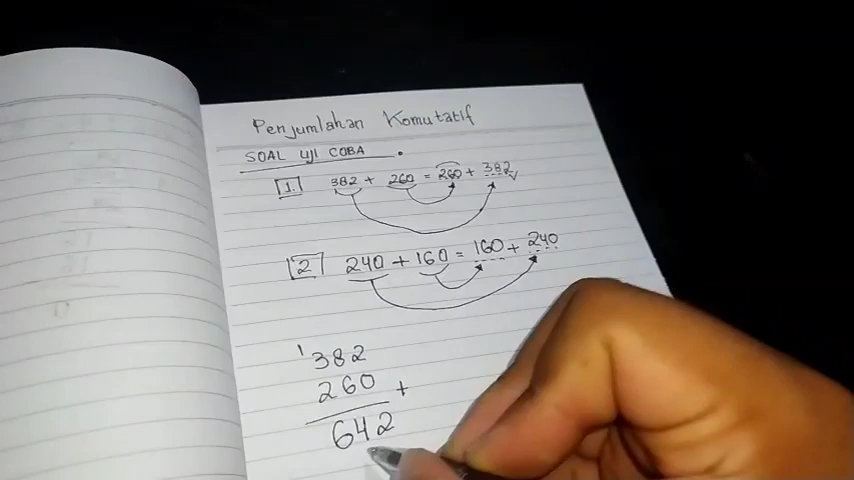 Penjumlahan Komutatif
SOAL UJI COBA .
1. 382 + 260 = 260 + 382
2 240 + 160 = 160 + 240
1
382
260 +
642